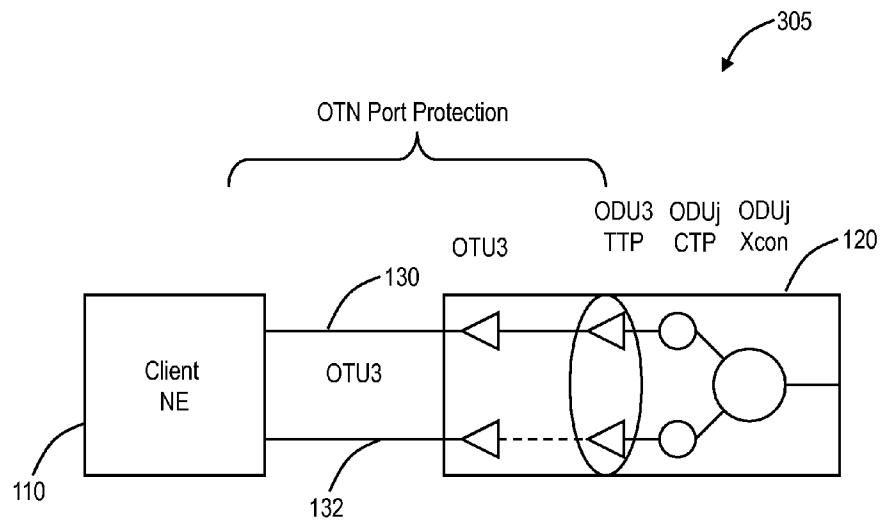 305
OTN Port Protection
ODU3
TTP
ODUj
CTP
ODUj
Xcon
OTU3
120
130
Client
NE
OTU3
110
132